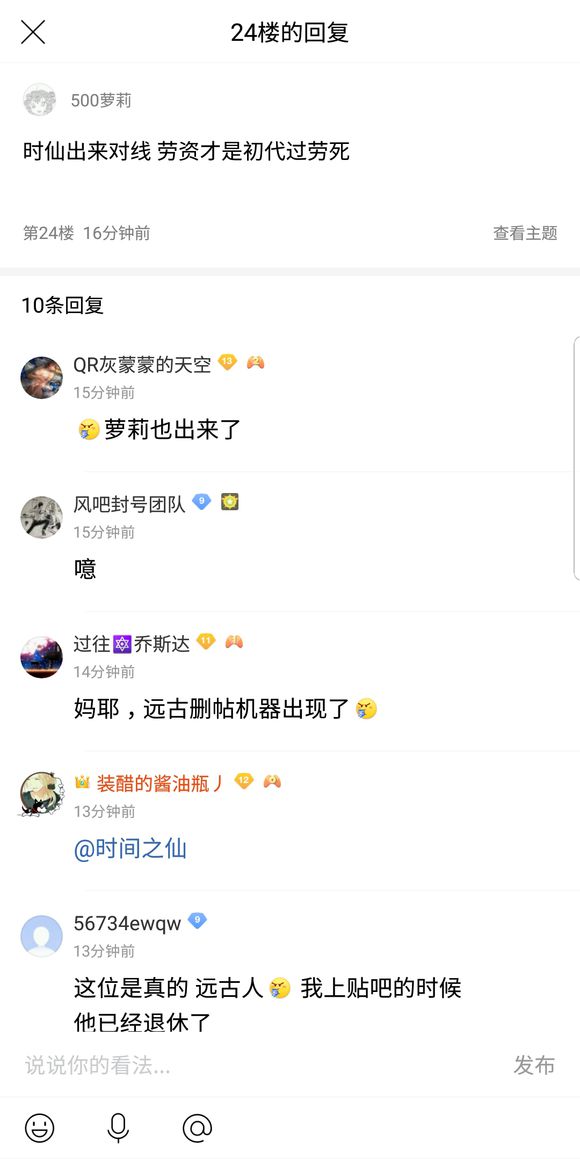 24楼的回复
500萝莉
时仙出来对线 劳资才是初代过劳死
第24楼 16分钟前 查看主题
10条回复
QR灰蒙蒙的天空 13 2
15分钟前
萝莉也出来了
风吧封号团队 9
15分钟前
噫
过往乔斯达 11 3
14分钟前
妈耶，远古删帖机器出现了
装醋的酱油瓶丿 12
13分钟前
@时间之仙
56734ewqw 9
13分钟前
这位是真的 远古人 我上贴吧的时候
他已经退休了
说说你的看法... 发布